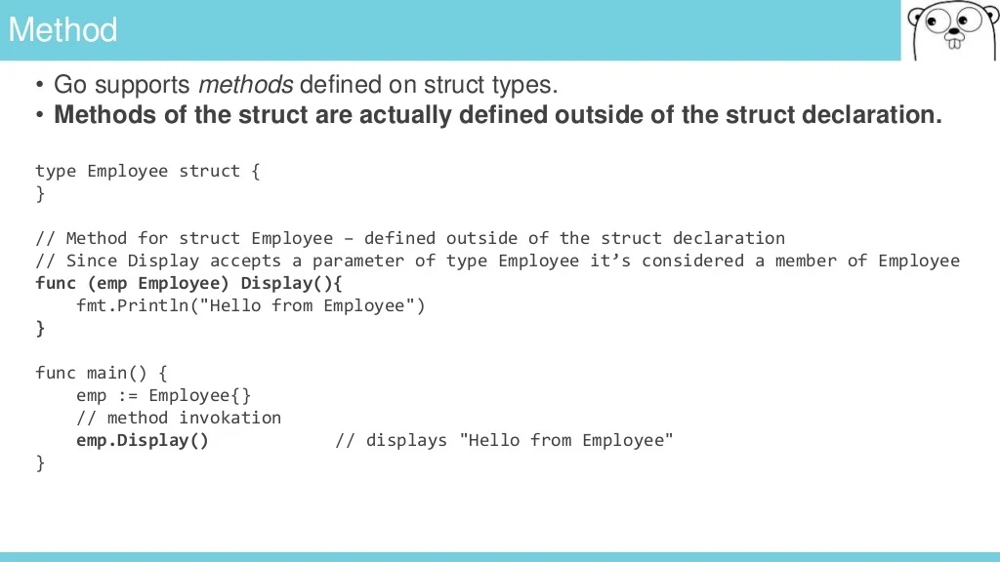 Method
• Go supports methods defined on struct types.
• Methods of the struct are actually defined outside of the struct declaration.
type Employee struct {
}
// Method for struct Employee – defined outside of the struct declaration
// Since Display accepts a parameter of type Employee it’s considered a member of Employee
func (emp Employee) Display(){
    fmt.Println("Hello from Employee")
}
func main() {
    emp := Employee{}
    // method invokation
    emp.Display()            // displays "Hello from Employee"
}